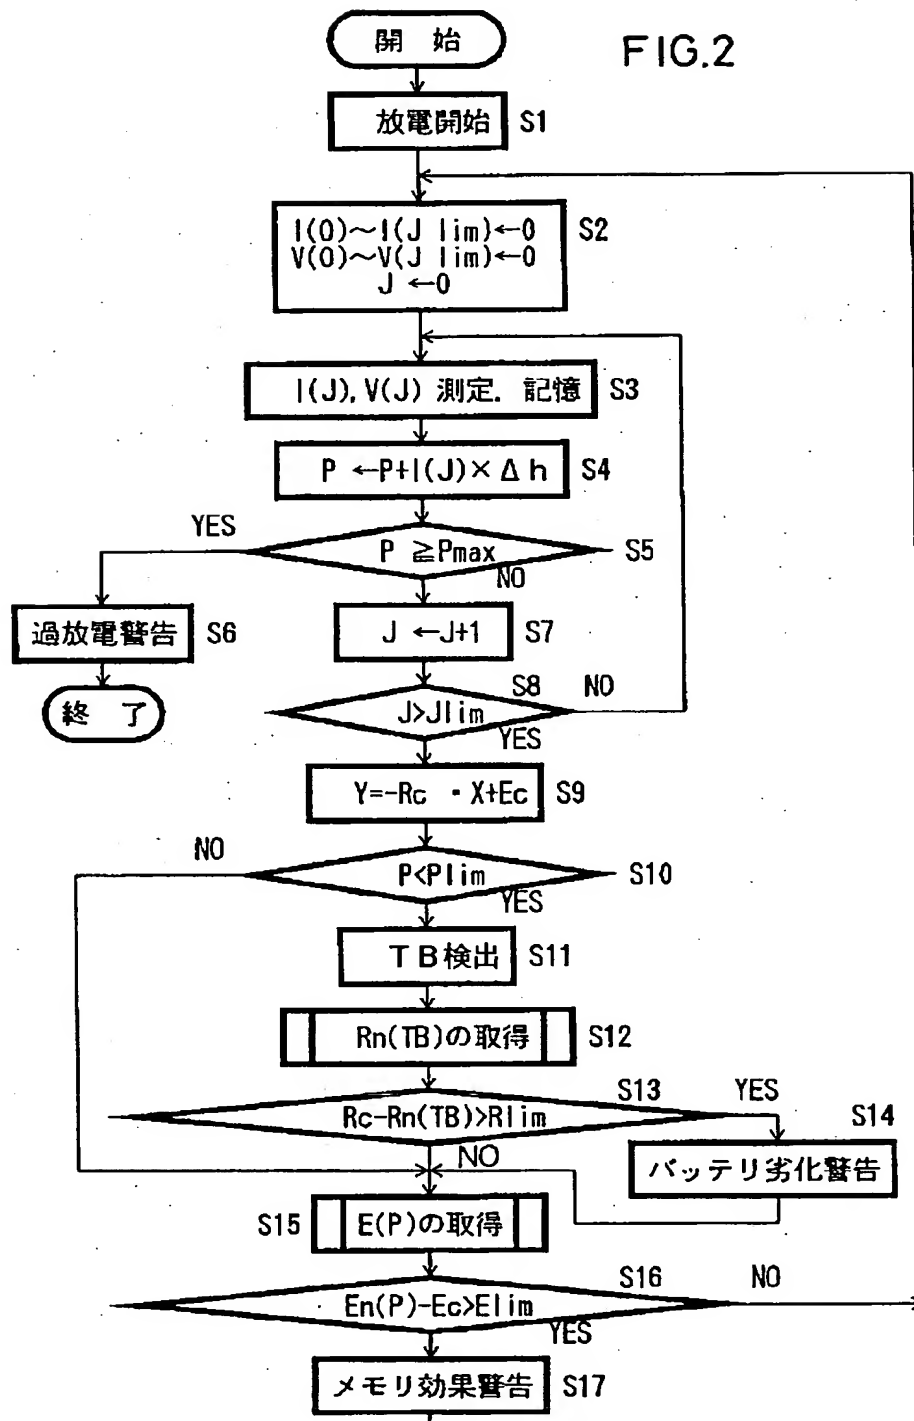 FIG.2
開 始
放電開始 S1
I(0)～I(J lim)←0 S2
V(0)～V(J lim)←0
J ←0
I(J), V(J) 測定. 記憶 S3
P ←P+I(J)× Δh S4
YES
P ≧Pmax S5
NO
過放電警告 S6
J ←J+1 S7
終 了
S8 NO
J>Jlim
YES
Y=-Rc ・X+Ec S9
NO
P<Plim S10
YES
TB検出 S11
Rn(TB)の取得 S12
S13 YES
Rc-Rn(TB)>Rlim
S14
NO
バッテリ劣化警告
S15 E(P)の取得
S16 NO
En(P)-Ec>Elim
YES
メモリ効果警告 S17